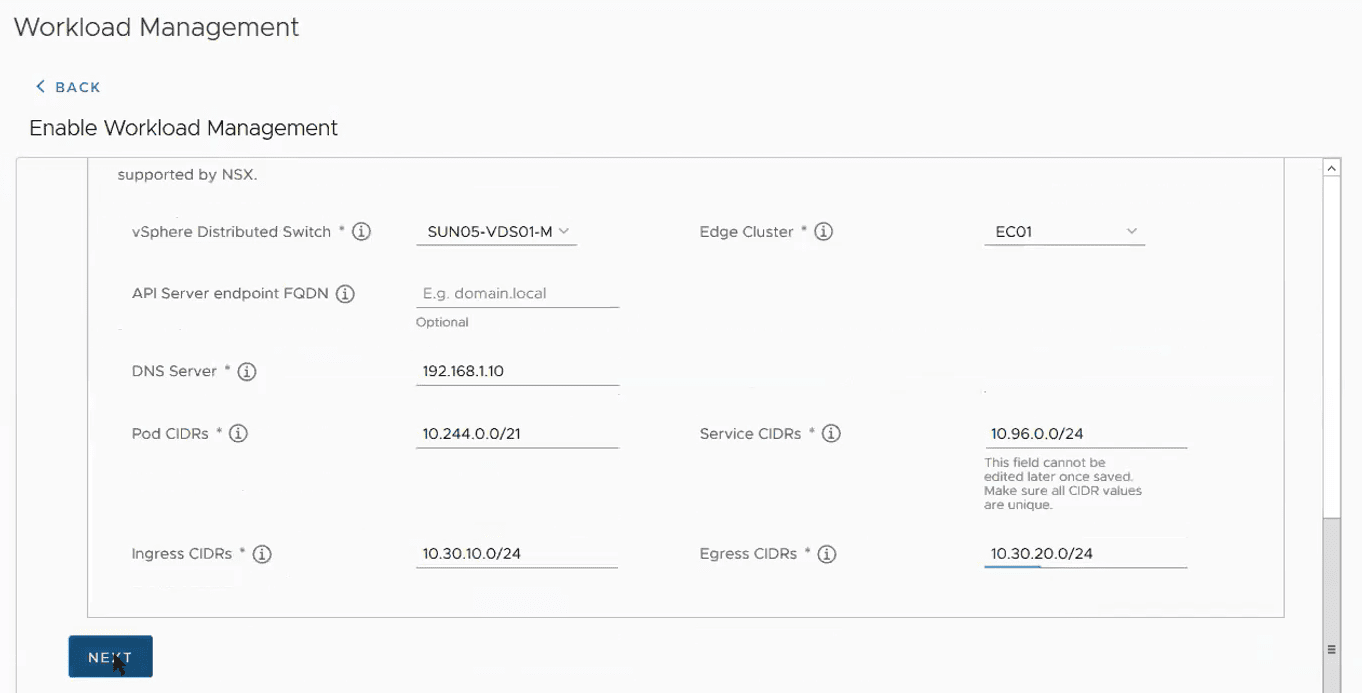 Workload Management
BACK
Enable Workload Management
supported by NSX.
vSphere Distributed Switch * SUN05-VDS01-M Edge Cluster * EC01
API Server endpoint FQDN E.g. domain.local
Optional
DNS Server * 192.168.1.10
Pod CIDRs * 10.244.0.0/21 Service CIDRs * 10.96.0.0/24
This field cannot be
edited later once saved.
Make sure all CIDR values
are unique.
Ingress CIDRs * 10.30.10.0/24 Egress CIDRs * 10.30.20.0/24
NEXT